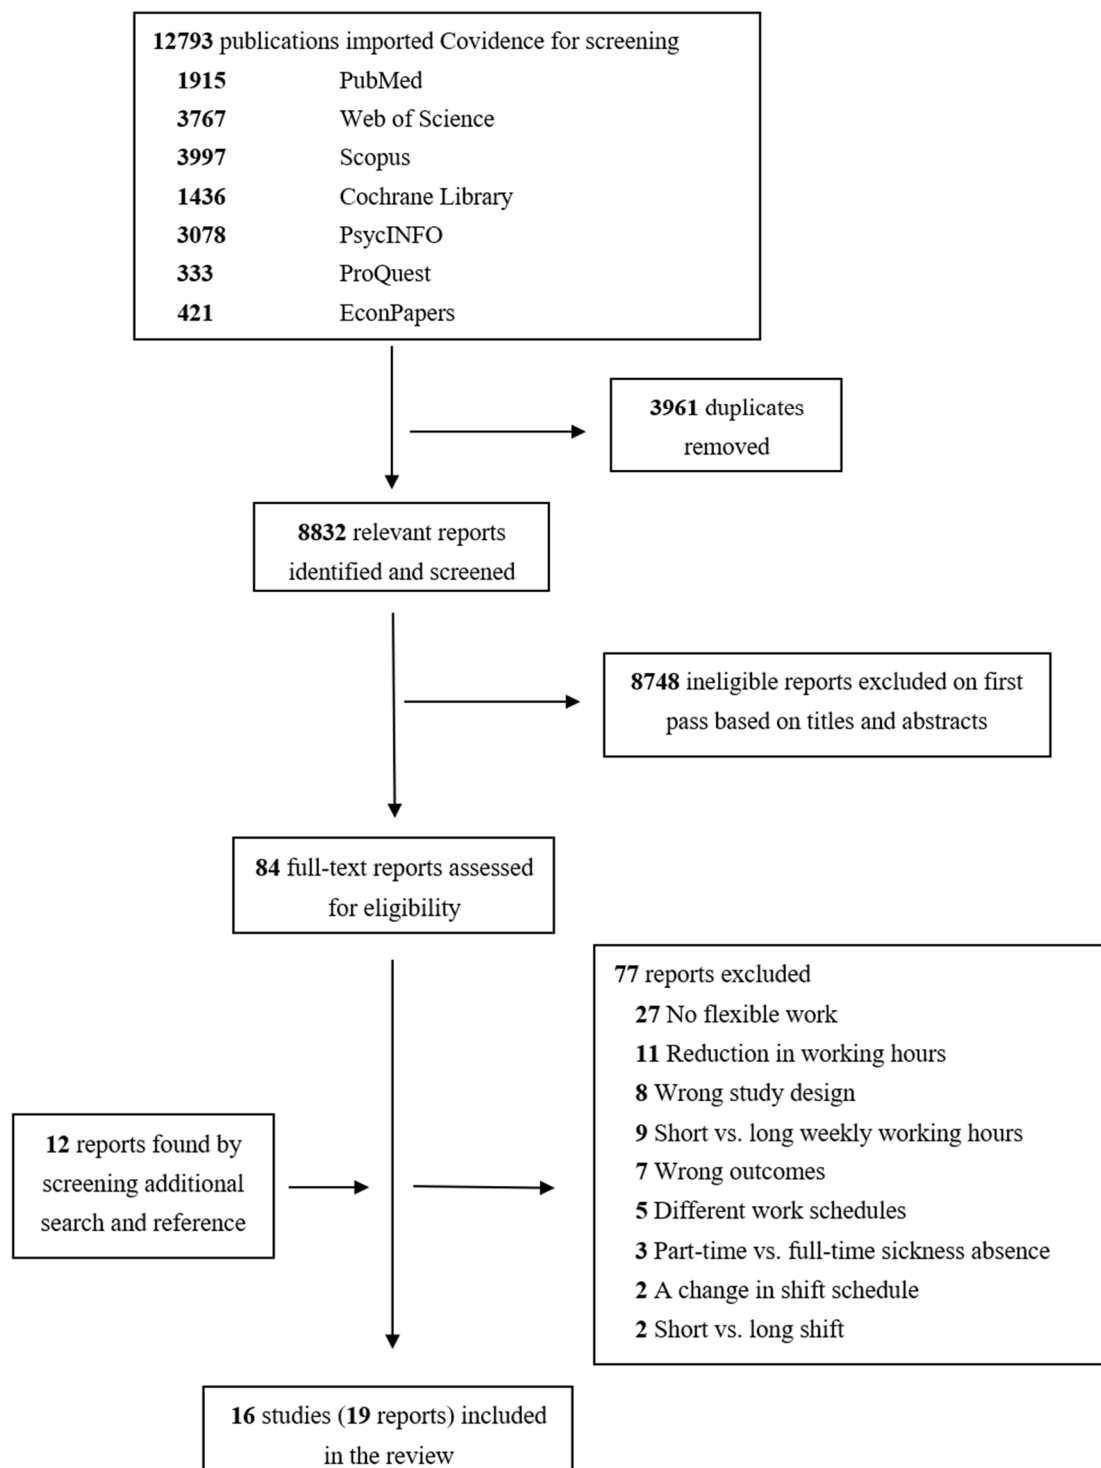 12793 publications imported Covidence for screening
1915 PubMed
3767 Web of Science
3997 Scopus
1436 Cochrane Library
3078 PsycINFO
333 ProQuest
421 EconPapers
3961 duplicates
removed
8832 relevant reports
identified and screened
8748 ineligible reports excluded on first
pass based on titles and abstracts
84 full-text reports assessed
for eligibility
77 reports excluded
27 No flexible work
11 Reduction in working hours
8 Wrong study design
9 Short vs. long weekly working hours
7 Wrong outcomes
5 Different work schedules
3 Part-time vs. full-time sickness absence
2 A change in shift schedule
2 Short vs. long shift
12 reports found by
screening additional
search and reference
16 studies (19 reports) included
in the review